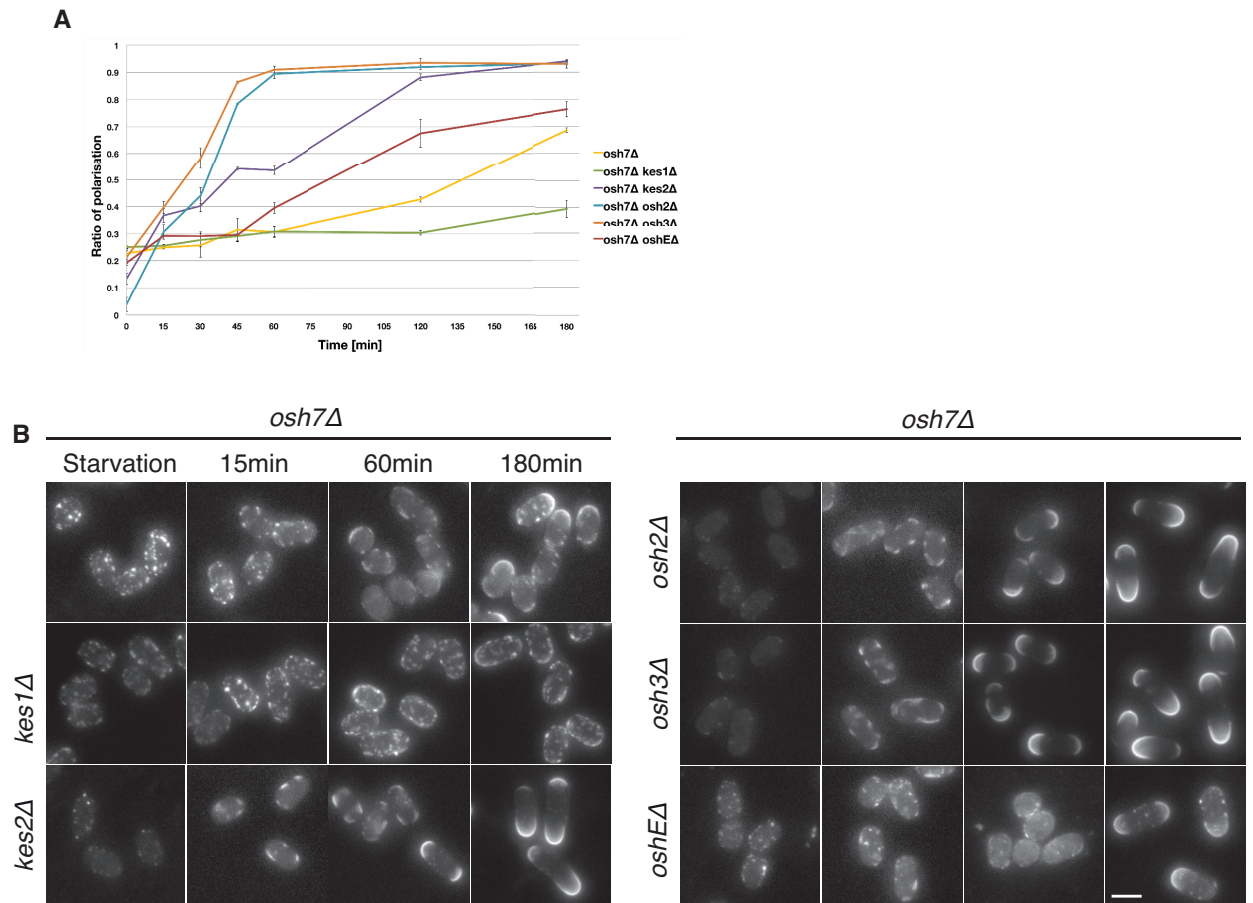 A
Ratio of polarisation
1
0.9
0.8
0.7
0.6
0.5
0.4
0.3
0.2
0.1
0
0 15 30 45 60 75 90 105 120 135 150 165 180
Time [min]
osh7Δ
osh7Δ kes1Δ
osh7Δ kes2Δ
osh7Δ osh2Δ
osh7Δ osh3Δ
osh7Δ oshEΔ
B
osh7Δ
Starvation 15min 60min 180min
kes1Δ
kes2Δ
osh7Δ
osh2Δ
osh3Δ
oshEΔ